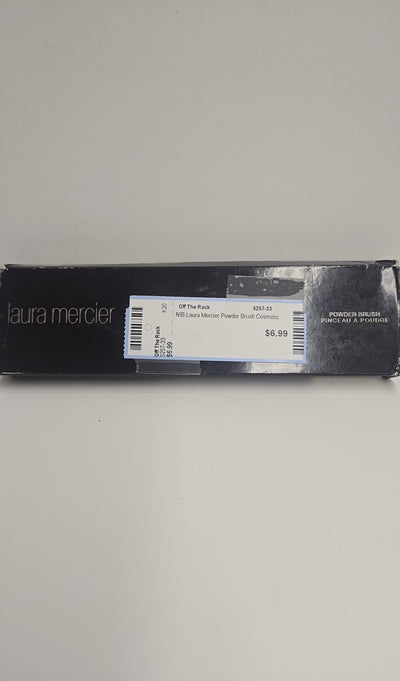 laura mercier
K20
Off The Rack
5257-33
$6.99
Off The Rack 5257-33
NIB Laura Mercier Powder Brush Cosmetic
$6.99
POWDER BRUSH
PINCEAU À POUDRE